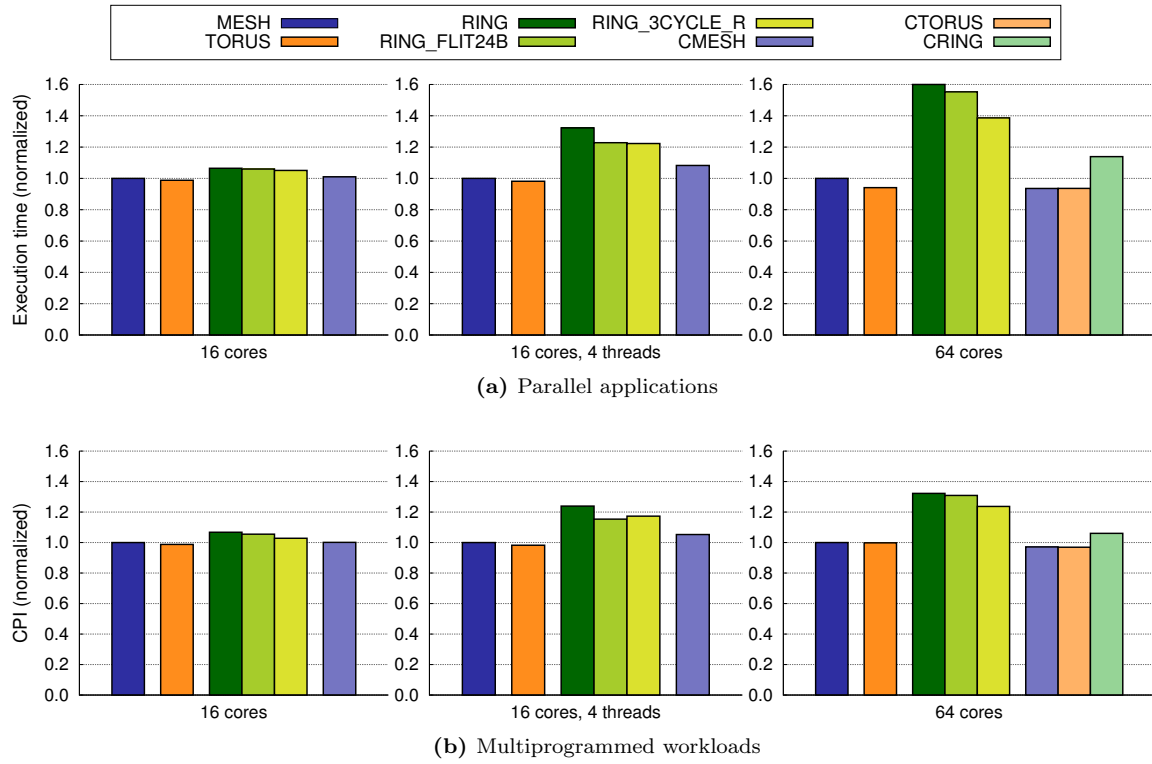 MESH RING RING_3CYCLE_R CTORUS
TORUS RING_FLIT24B CMESH CRING
Execution time (normalized)
1.6 1.6 1.6
1.4 1.4 1.4
1.2 1.2 1.2
1.0 1.0 1.0
0.8 0.8 0.8
0.6 0.6 0.6
0.4 0.4 0.4
0.2 0.2 0.2
0.0 0.0 0.0
16 cores 16 cores, 4 threads 64 cores
(a) Parallel applications
CPI (normalized)
1.6 1.6 1.6
1.4 1.4 1.4
1.2 1.2 1.2
1.0 1.0 1.0
0.8 0.8 0.8
0.6 0.6 0.6
0.4 0.4 0.4
0.2 0.2 0.2
0.0 0.0 0.0
16 cores 16 cores, 4 threads 64 cores
(b) Multiprogrammed workloads